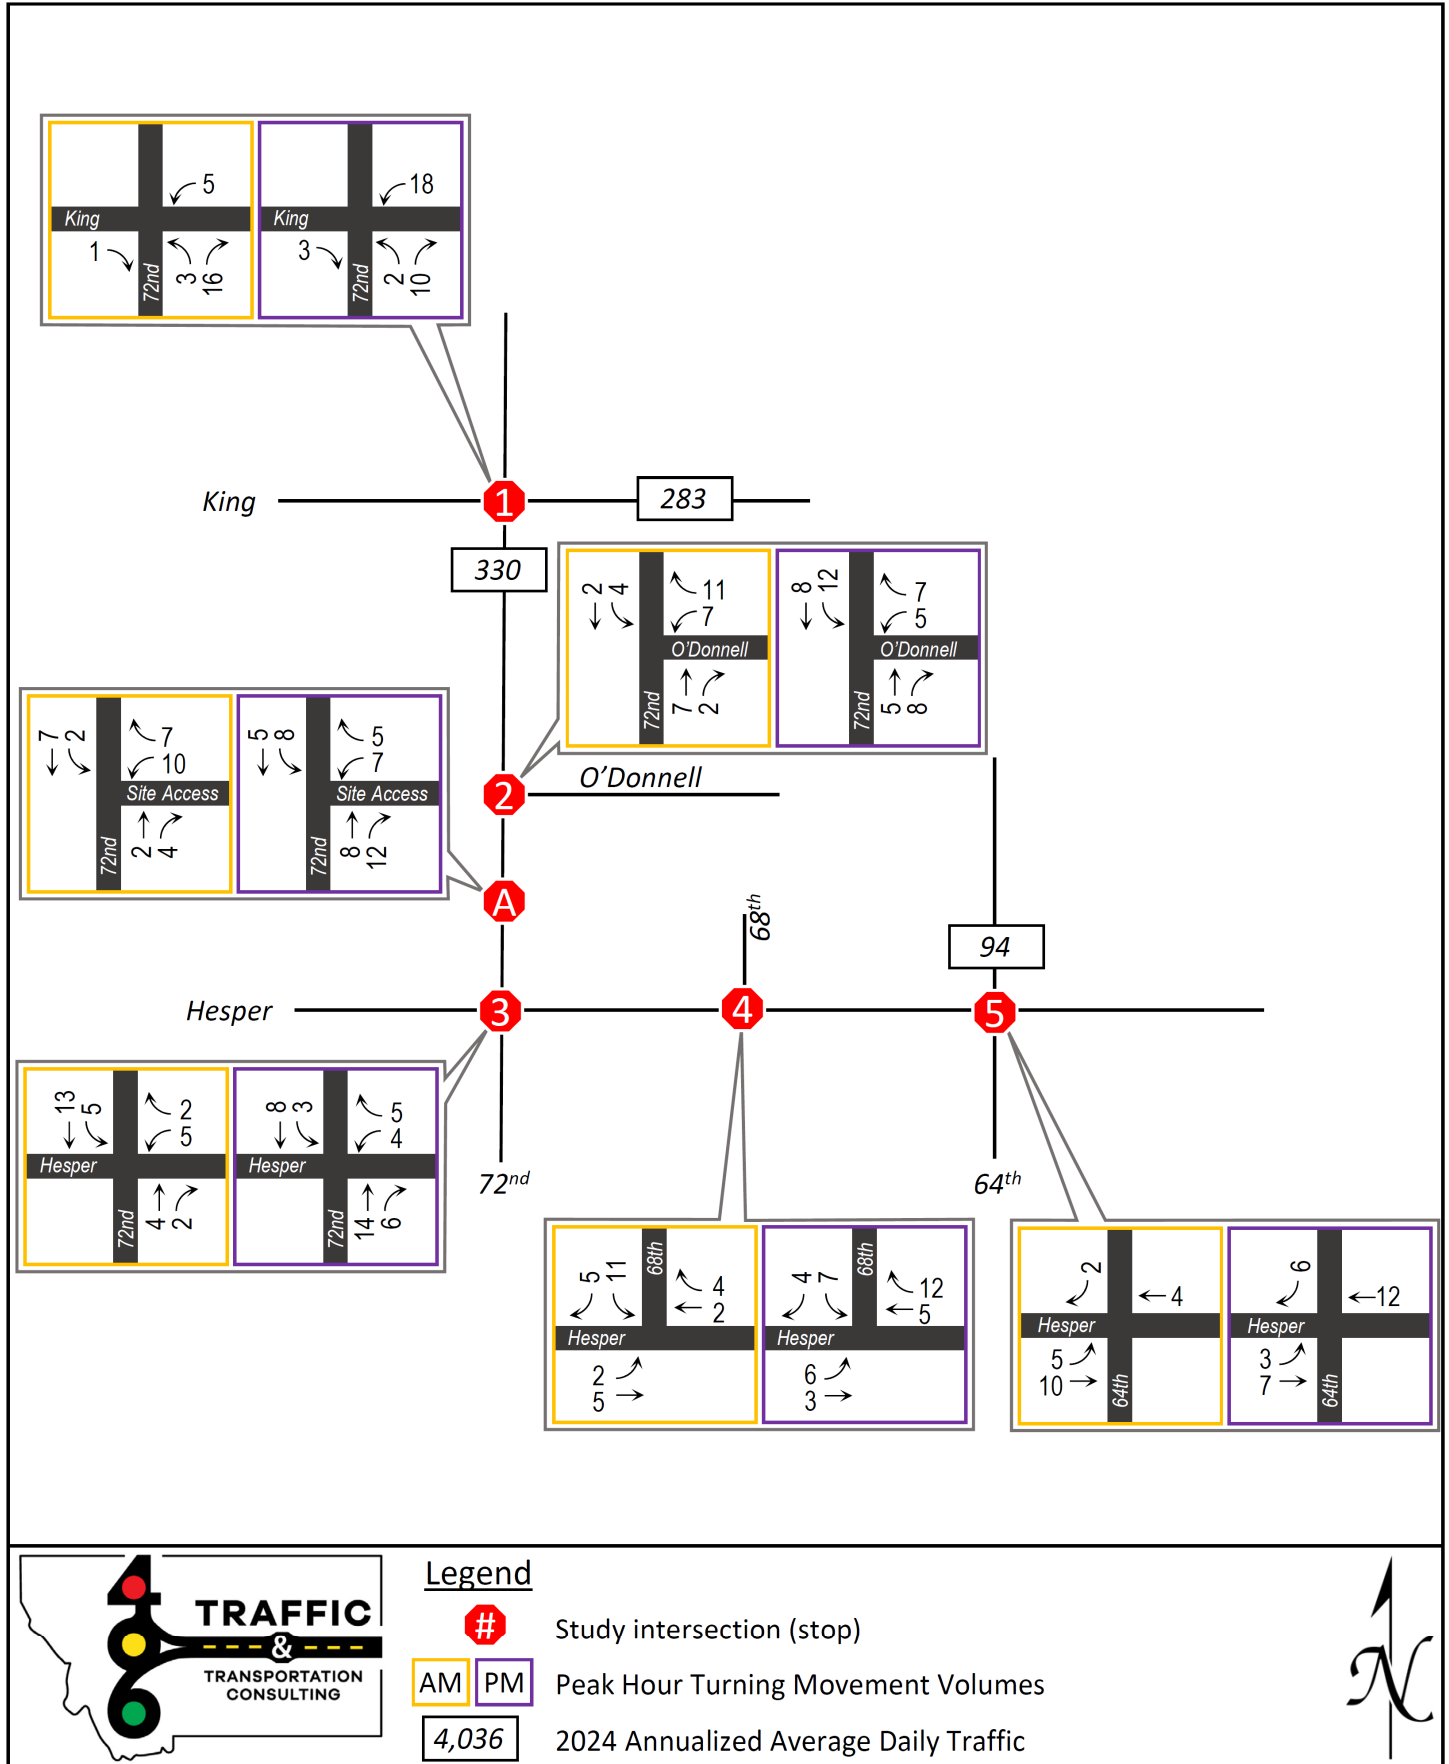 5
18
King
King
1
3
3
16
2
10
72nd
72nd
King
1
283
330
2
4
11
7
O'Donnell
72nd
7
2
8
12
7
5
O'Donnell
72nd
5
8
7
2
7
10
Site Access
72nd
2
4
5
8
5
7
Site Access
72nd
8
12
2
O'Donnell
A
68th
94
Hesper
3
4
5
13
5
2
5
Hesper
72nd
4
2
8
3
5
4
Hesper
72nd
14
6
72nd
64th
5
11
68th
4
2
Hesper
2
5
4
7
68th
12
5
Hesper
6
3
2
4
Hesper
5
10
64th
6
12
Hesper
3
7
64th
406
TRAFFIC
&
TRANSPORTATION
CONSULTING
Legend
# Study intersection (stop)
AM PM Peak Hour Turning Movement Volumes
4,036 2024 Annualized Average Daily Traffic
N